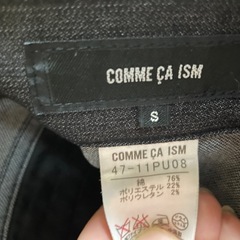 COMME ÇA ISM
S
COMME ÇA ISM
47-11PU08
綿 76%
ポリエステル 22%
ポリウレタン 2%